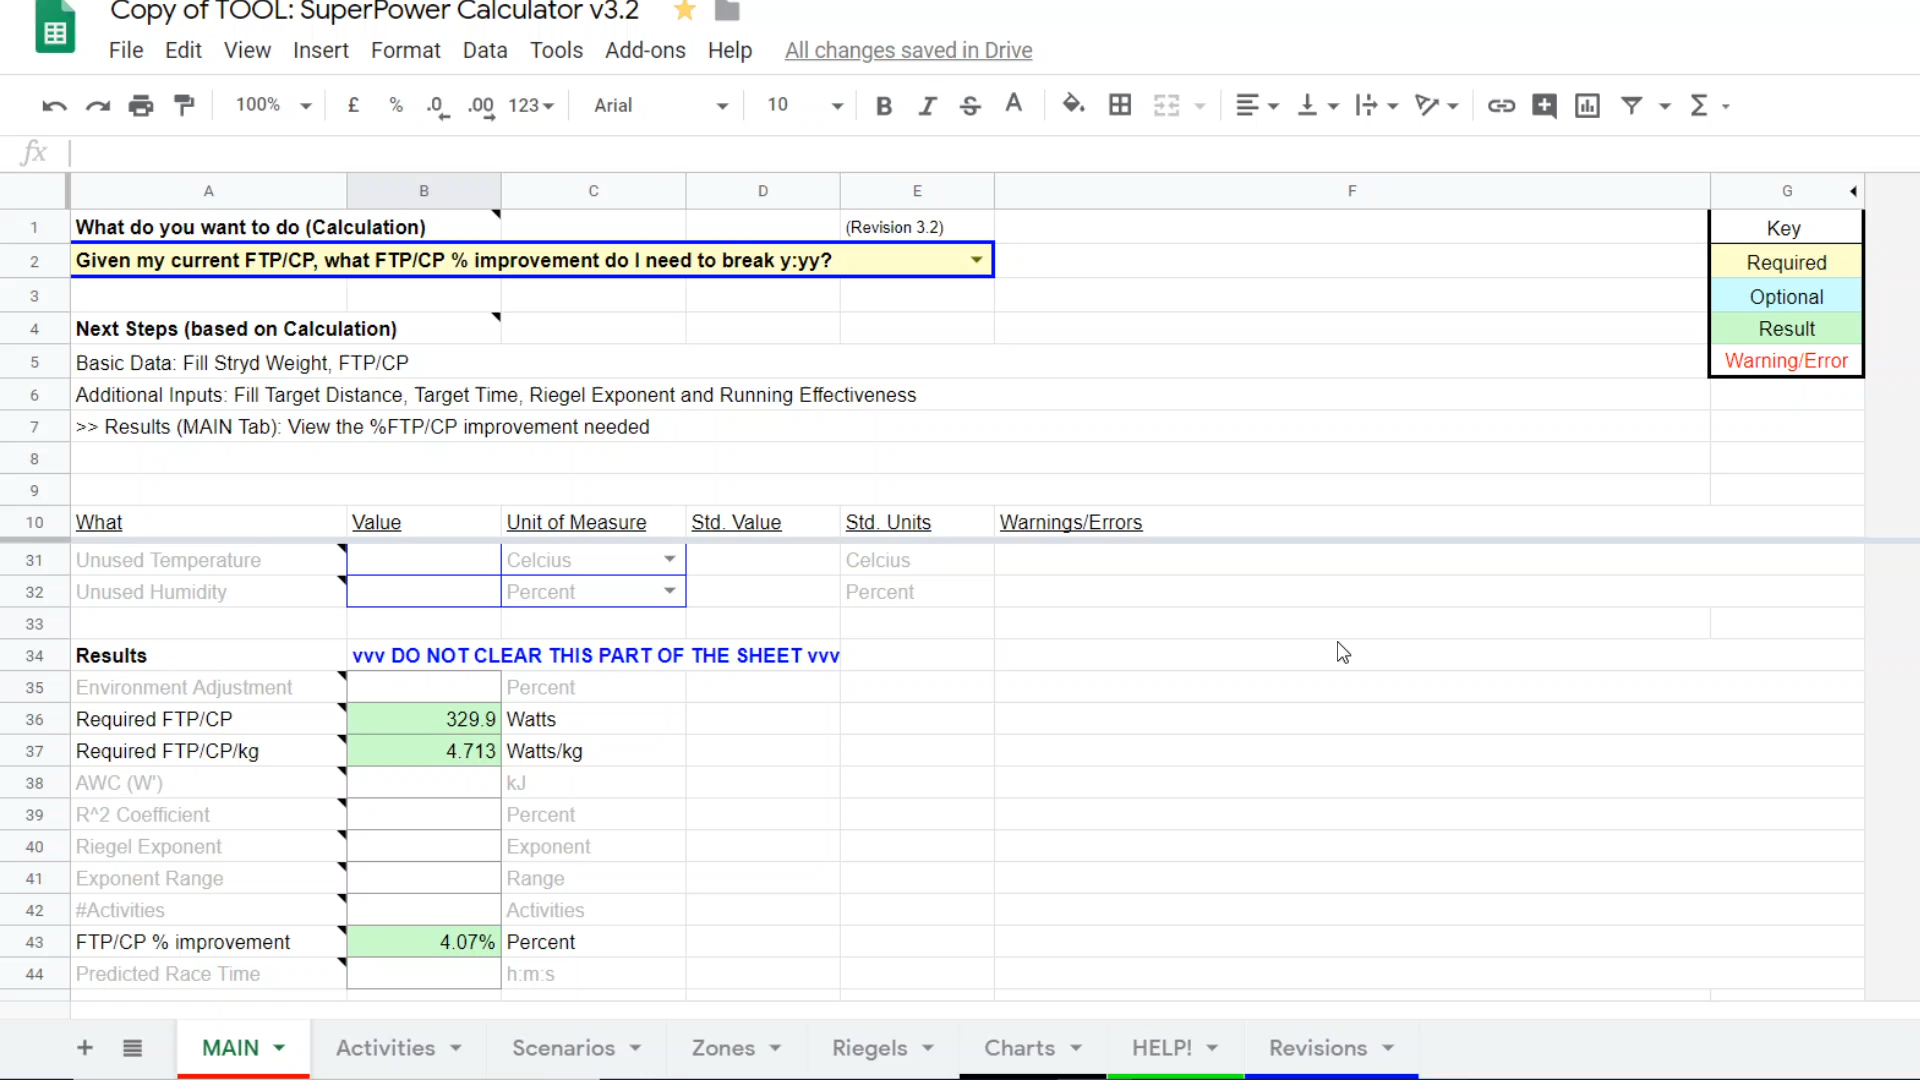 Copy of TOOL: SuperPower Calculator v3.2
File Edit View Insert Format Data Tools Add-ons Help All changes saved in Drive
100% £ % .0 .00 123 Arial 10 B I S A Σ
fx
A B C D E F G
1 What do you want to do (Calculation) (Revision 3.2) Key
2 Given my current FTP/CP, what FTP/CP % improvement do I need to break y:yy? Required
3 Optional
4 Next Steps (based on Calculation) Result
5 Basic Data: Fill Stryd Weight, FTP/CP Warning/Error
6 Additional Inputs: Fill Target Distance, Target Time, Riegel Exponent and Running Effectiveness
7 >> Results (MAIN Tab): View the %FTP/CP improvement needed
8
9
10 What Value Unit of Measure Std. Value Std. Units Warnings/Errors
31 Unused Temperature Celcius Celcius
32 Unused Humidity Percent Percent
33
34 Results vvv DO NOT CLEAR THIS PART OF THE SHEET vvv
35 Environment Adjustment Percent
36 Required FTP/CP 329.9 Watts
37 Required FTP/CP/kg 4.713 Watts/kg
38 AWC (W') kJ
39 R^2 Coefficient Percent
40 Riegel Exponent Exponent
41 Exponent Range Range
42 #Activities Activities
43 FTP/CP % improvement 4.07% Percent
44 Predicted Race Time h:m:s
+ MAIN Activities Scenarios Zones Riegels Charts HELP! Revisions